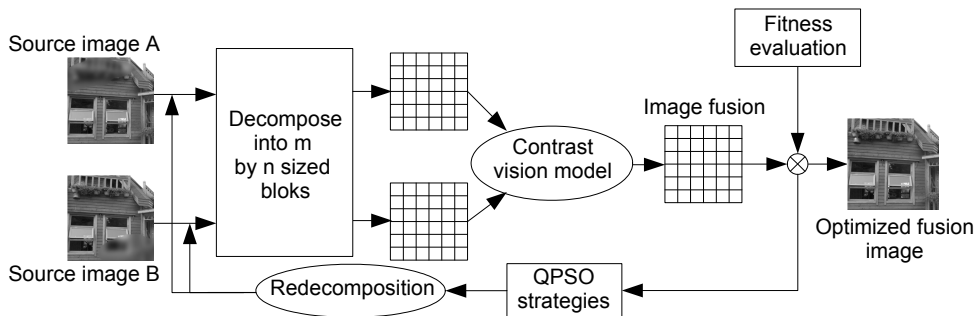 Source image A
Decompose
into m
by n sized
bloks
Contrast
vision model
Image fusion
Fitness
evaluation
Optimized fusion
image
Source image B
Redecomposition
QPSO
strategies